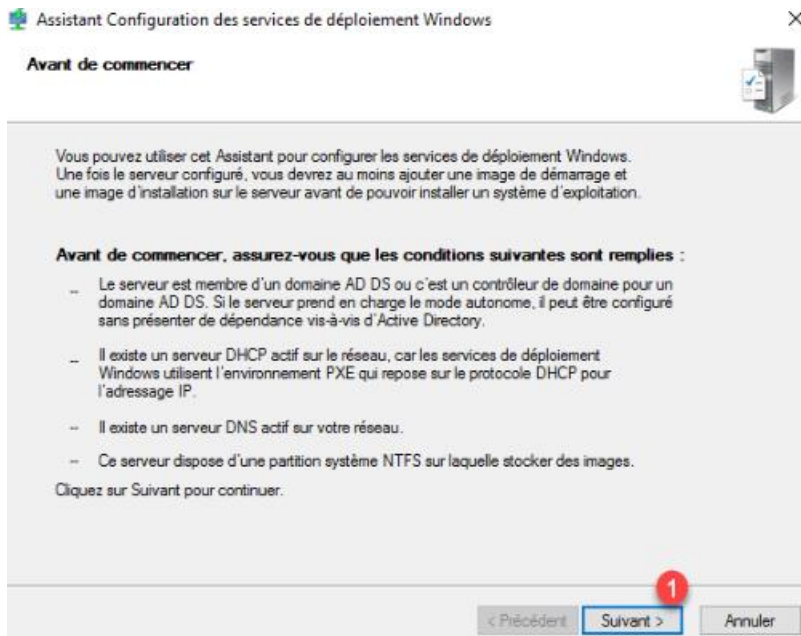 Assistant Configuration des services de déploiement Windows
Avant de commencer
Vous pouvez utiliser cet Assistant pour configurer les services de déploiement Windows.
Une fois le serveur configuré, vous devrez au moins ajouter une image de démarrage et
une image d'installation sur le serveur avant de pouvoir installer un système d'exploitation.
Avant de commencer, assurez-vous que les conditions suivantes sont remplies :
-- Le serveur est membre d'un domaine AD DS ou c'est un contrôleur de domaine pour un
domaine AD DS. Si le serveur prend en charge le mode autonome, il peut être configuré
sans présenter de dépendance vis-à-vis d'Active Directory.
-- Il existe un serveur DHCP actif sur le réseau, car les services de déploiement
Windows utilisent l'environnement PXE qui repose sur le protocole DHCP pour
l'adressage IP.
-- Il existe un serveur DNS actif sur votre réseau.
-- Ce serveur dispose d'une partition système NTFS sur laquelle stocker des images.
Cliquez sur Suivant pour continuer.
1
< Précédent Suivant > Annuler